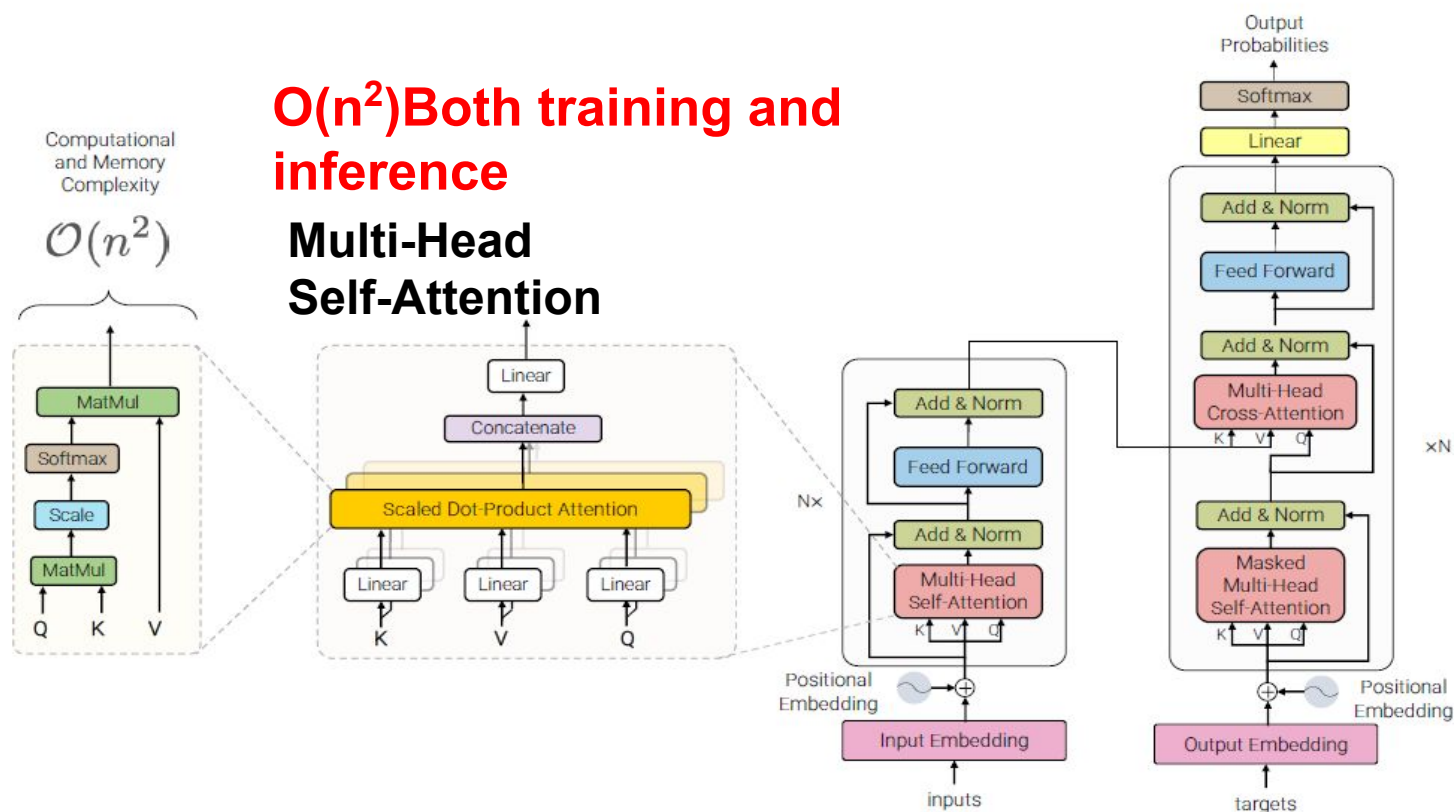 O(n²)Both training and
inference
Computational
and Memory
Complexity
O(n²)
MatMul
Softmax
Scale
MatMul
Q K V
Multi-Head
Self-Attention
Linear
Concatenate
Scaled Dot-Product Attention
Linear Linear Linear
K V Q
Add & Norm
Feed Forward
N×
Add & Norm
Multi-Head
Self-Attention
K V Q
Positional
Embedding
Input Embedding
inputs
Output
Probabilities
Softmax
Linear
Add & Norm
Feed Forward
Add & Norm
Multi-Head
Cross-Attention
K V Q
×N
Add & Norm
Masked
Multi-Head
Self-Attention
K V Q
Positional
Embedding
Output Embedding
targets